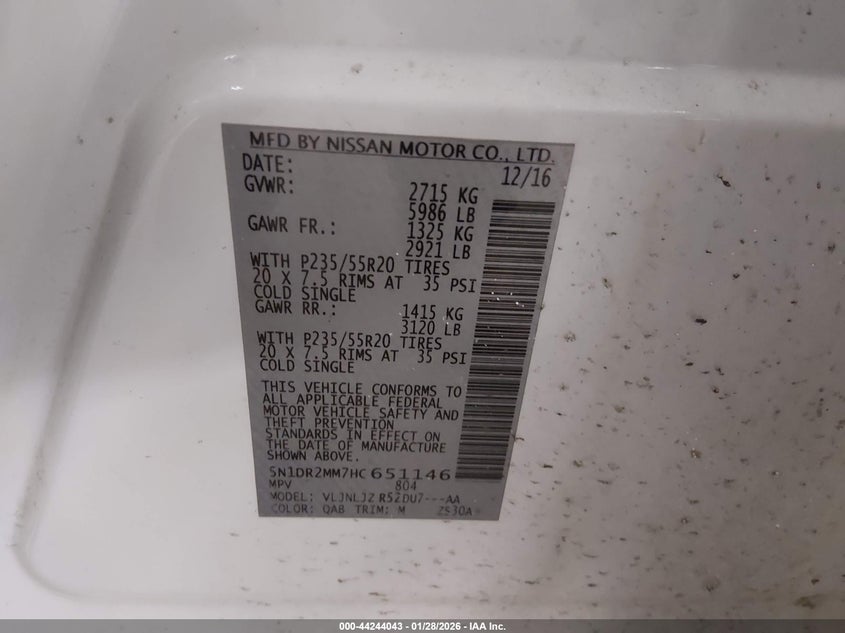 MFD BY NISSAN MOTOR CO., LTD.
DATE: 12/16
GVWR: 2715 KG
5986 LB
GAWR FR.: 1325 KG
2921 LB
WITH P235/55R20 TIRES
20 X 7.5 RIMS AT 35 PSI
COLD SINGLE
GAWR RR.: 1415 KG
3120 LB
WITH P235/55R20 TIRES
20 X 7.5 RIMS AT 35 PSI
COLD SINGLE
THIS VEHICLE CONFORMS TO
ALL APPLICABLE FEDERAL
MOTOR VEHICLE SAFETY AND
THEFT PREVENTION
STANDARDS IN EFFECT ON
THE DATE OF MANUFACTURE
SHOWN ABOVE.
5N1DR2MM7HC651146
MPV 804
MODEL: VLJNLJZ R52DU7---AA
COLOR: QAB TRIM: M ZS30A
000-44244043 - 01/28/2026 - IAA Inc.